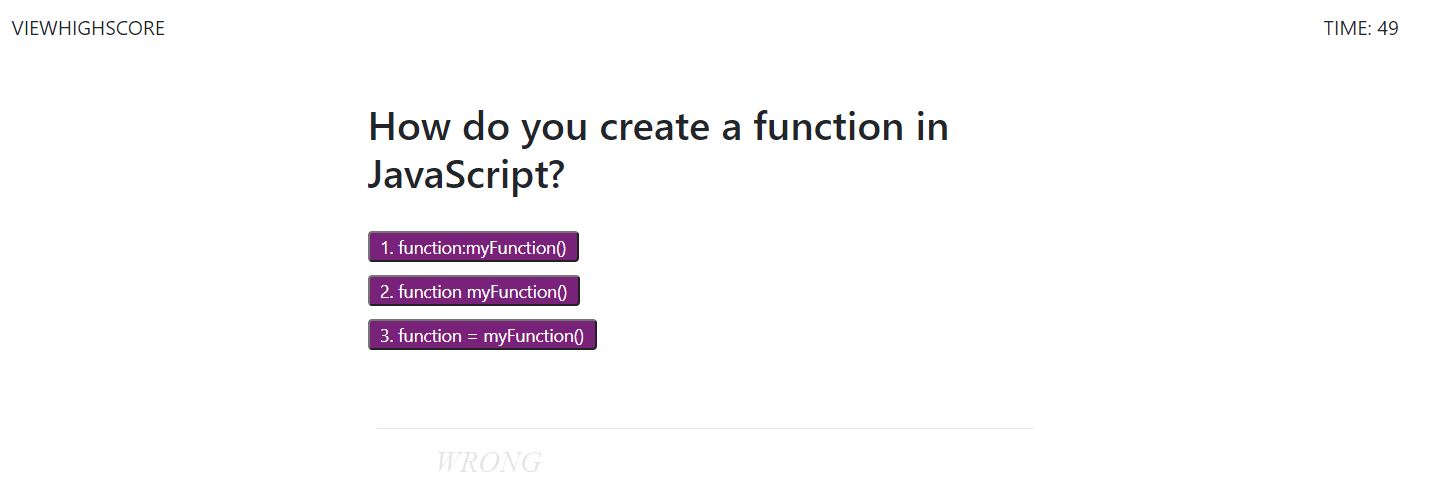 VIEWHIGHSCORE
TIME: 49
How do you create a function in
JavaScript?
1. function:myFunction()
2. function myFunction()
3. function = myFunction()
WRONG